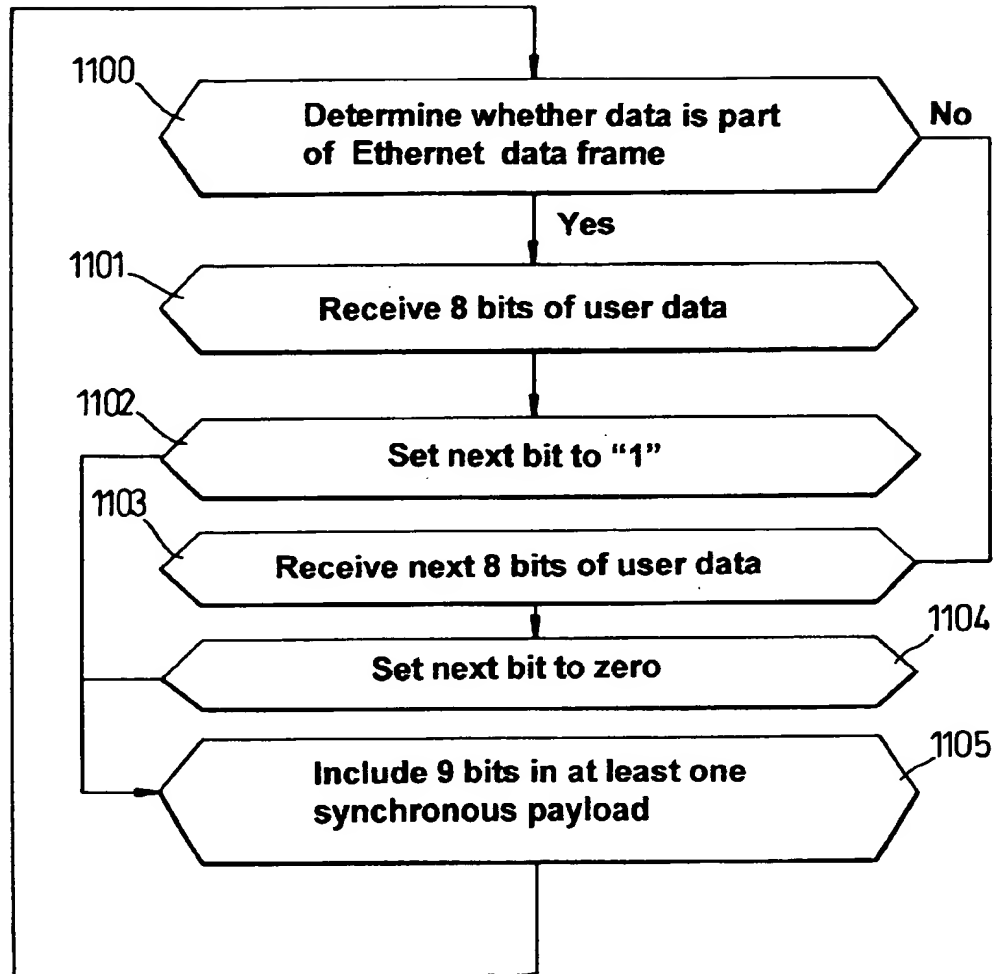 1100
Determine whether data is part
of Ethernet data frame
No
Yes
1101
Receive 8 bits of user data
1102
Set next bit to “1”
1103
Receive next 8 bits of user data
1104
Set next bit to zero
1105
Include 9 bits in at least one
synchronous payload